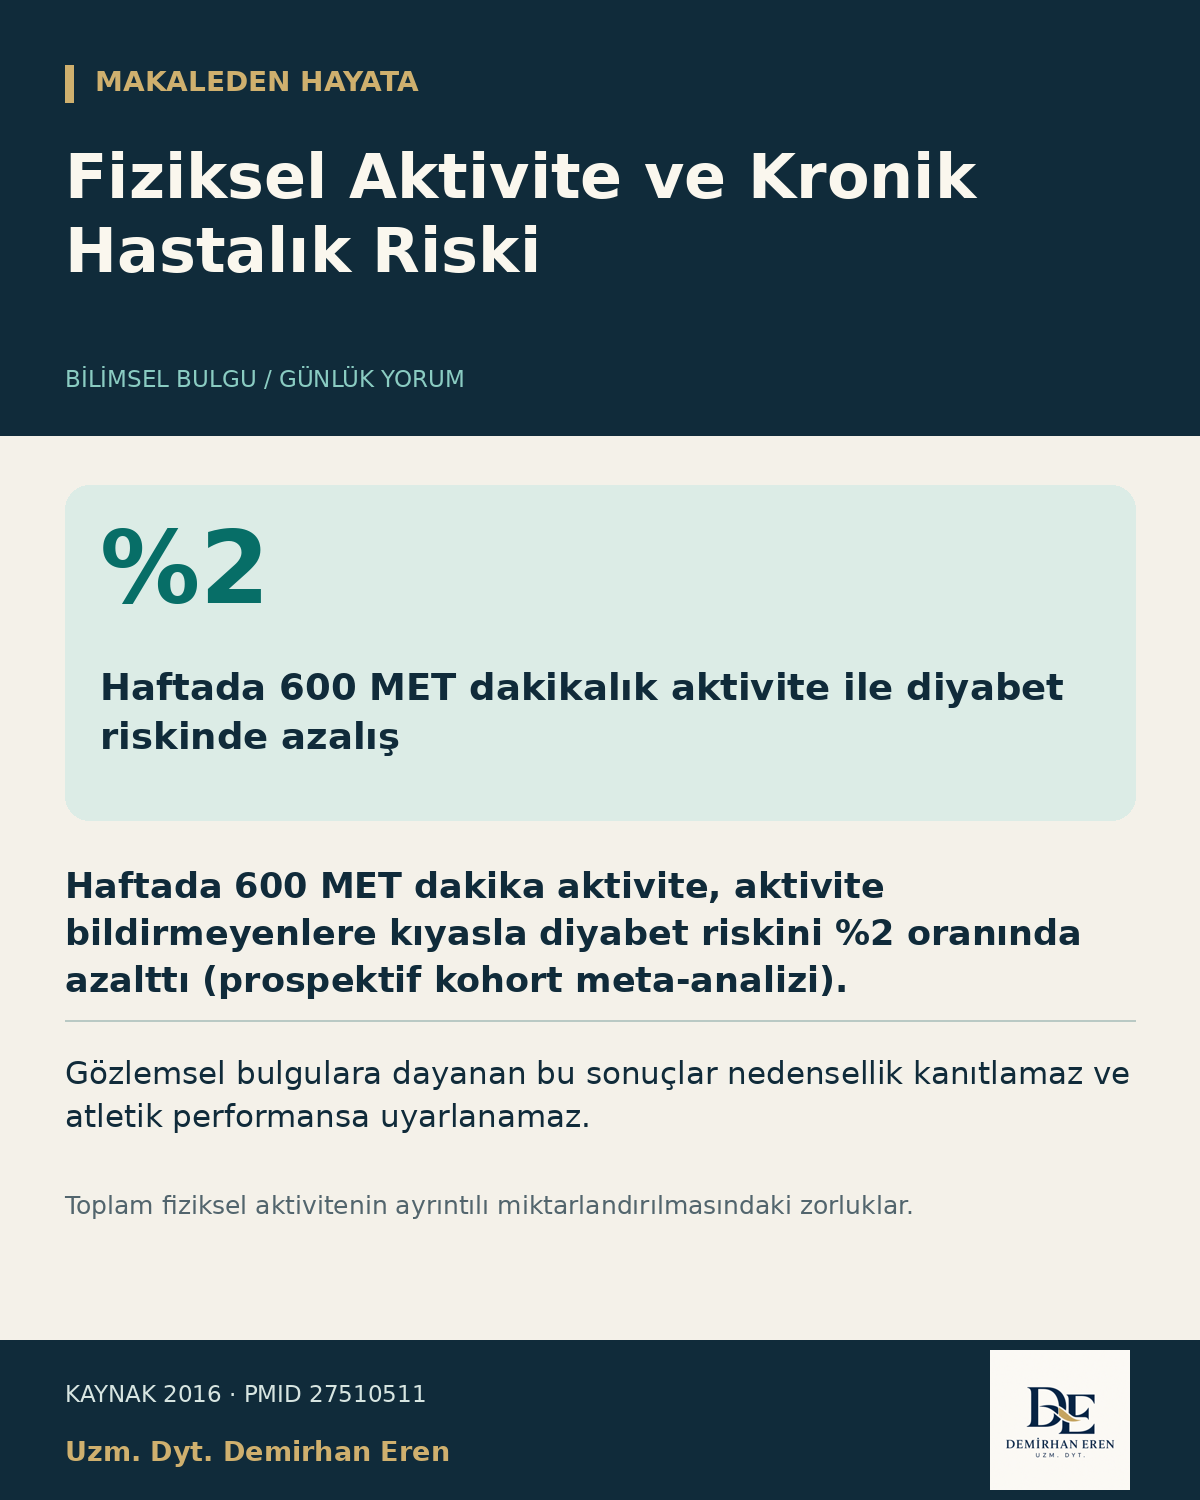 MAKALEDEN HAYATA
Fiziksel Aktivite ve Kronik
Hastalık Riski
BİLİMSEL BULGU / GÜNLÜK YORUM
%2
Haftada 600 MET dakikalık aktivite ile diyabet
riskinde azalış
Haftada 600 MET dakika aktivite, aktivite
bildirmeyenlere kıyasla diyabet riskini %2 oranında
azalttı (prospektif kohort meta-analizi).
Gözlemsel bulgulara dayanan bu sonuçlar nedensellik kanıtlamaz ve
atletik performansa uyarlanamaz.
Toplam fiziksel aktivitenin ayrıntılı miktarlandırılmasındaki zorluklar.
KAYNAK 2016 · PMID 27510511
Uzm. Dyt. Demirhan Eren
DE
DEMİRHAN EREN
UZM. DYT.